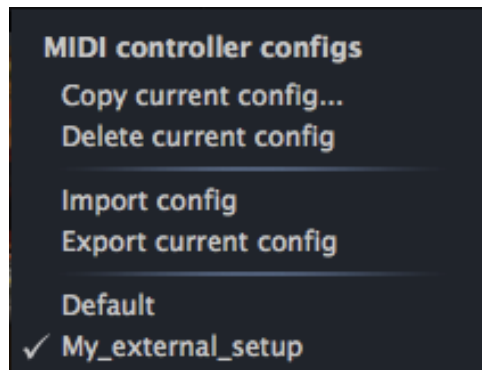 MIDI controller configs
Copy current config...
Delete current config
Import config
Export current config
Default
My_external_setup